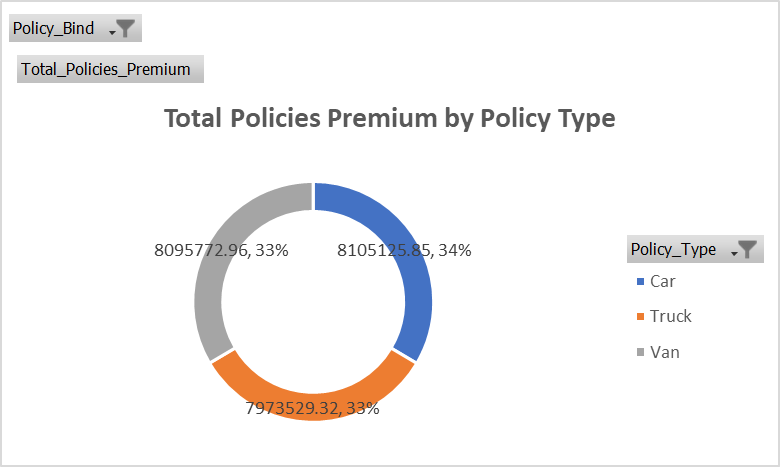 Policy_Bind
Total_Policies_Premium
Total Policies Premium by Policy Type
8095772.96, 33%
8105125.85, 34%
7973529.32, 33%
Policy_Type
Car
Truck
Van